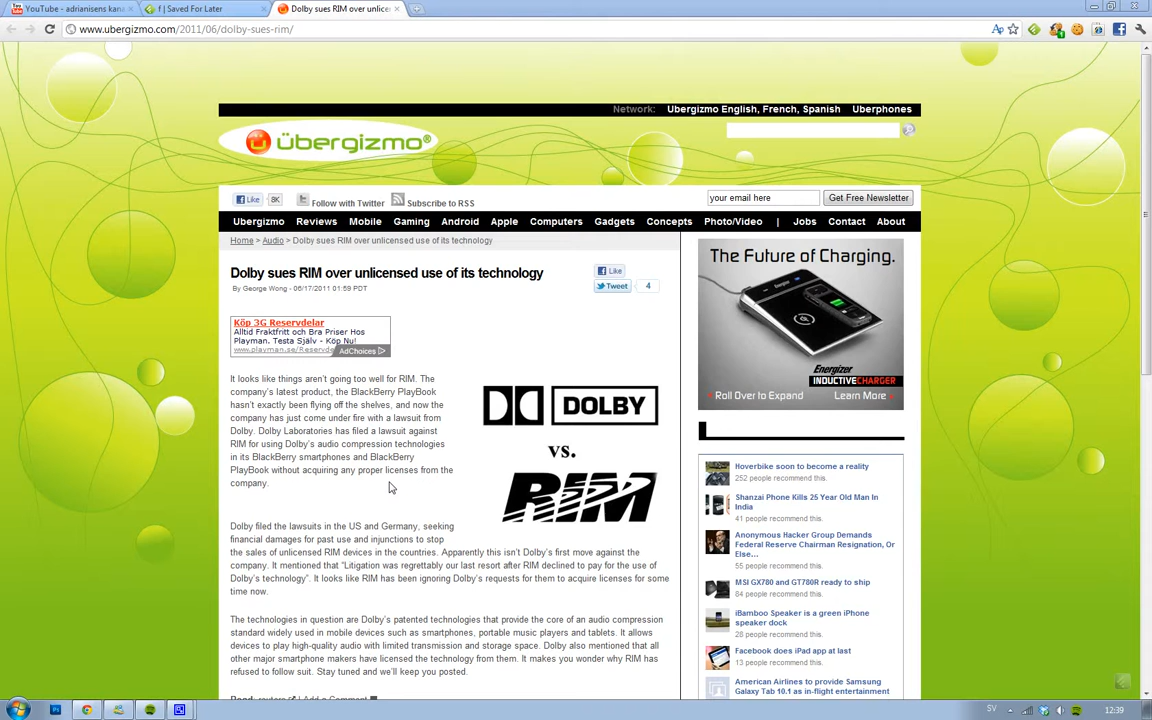 YouTube - adrianisens kana
f | Saved For Later
Dolby sues RIM over unlicen
www.ubergizmo.com/2011/06/dolby-sues-rim/
Network: Ubergizmo English, French, Spanish Uberphones
übergizmo®
Like 8K Follow with Twitter Subscribe to RSS
your email here Get Free Newsletter
Ubergizmo Reviews Mobile Gaming Android Apple Computers Gadgets Concepts Photo/Video | Jobs Contact About
Home > Audio > Dolby sues RIM over unlicensed use of its technology
Dolby sues RIM over unlicensed use of its technology
By George Wong - 06/17/2011 01:59 PDT
Like
Tweet 4
Köp 3G Reservdelar
Alltid Fraktfritt och Bra Priser Hos
Playman. Testa Själv - Köp Nu!
www.playman.se/Reservde
AdChoices
It looks like things aren't going too well for RIM. The
company's latest product, the BlackBerry PlayBook
hasn't exactly been flying off the shelves, and now the
company has just come under fire with a lawsuit from
Dolby. Dolby Laboratories has filed a lawsuit against
RIM for using Dolby's audio compression technologies
in its BlackBerry smartphones and BlackBerry
PlayBook without acquiring any proper licenses from the
company.
DOLBY
vs.
RIM
Dolby filed the lawsuits in the US and Germany, seeking
financial damages for past use and injunctions to stop
the sales of unlicensed RIM devices in the countries. Apparently this isn't Dolby's first move against the
company. It mentioned that "Litigation was regrettably our last resort after RIM declined to pay for the use of
Dolby's technology". It looks like RIM has been ignoring Dolby's requests for them to acquire licenses for some
time now.
The technologies in question are Dolby's patented technologies that provide the core of an audio compression
standard widely used in mobile devices such as smartphones, portable music players and tablets. It allows
devices to play high-quality audio with limited transmission and storage space. Dolby also mentioned that all
other major smartphone makers have licensed the technology from them. It makes you wonder why RIM has
refused to follow suit. Stay tuned and we'll keep you posted.
The Future of Charging.
Energizer
INDUCTIVECHARGER
Roll Over to Expand Learn More
Hoverbike soon to become a reality
252 people recommend this.
Shanzai Phone Kills 25 Year Old Man In
India
41 people recommend this.
Anonymous Hacker Group Demands
Federal Reserve Chairman Resignation, Or
Else...
55 people recommend this.
MSI GX780 and GT780R ready to ship
84 people recommend this.
iBamboo Speaker is a green iPhone
speaker dock
28 people recommend this.
Facebook does iPad app at last
13 people recommend this.
American Airlines to provide Samsung
Galaxy Tab 10.1 as in-flight entertainment
SV
12:39